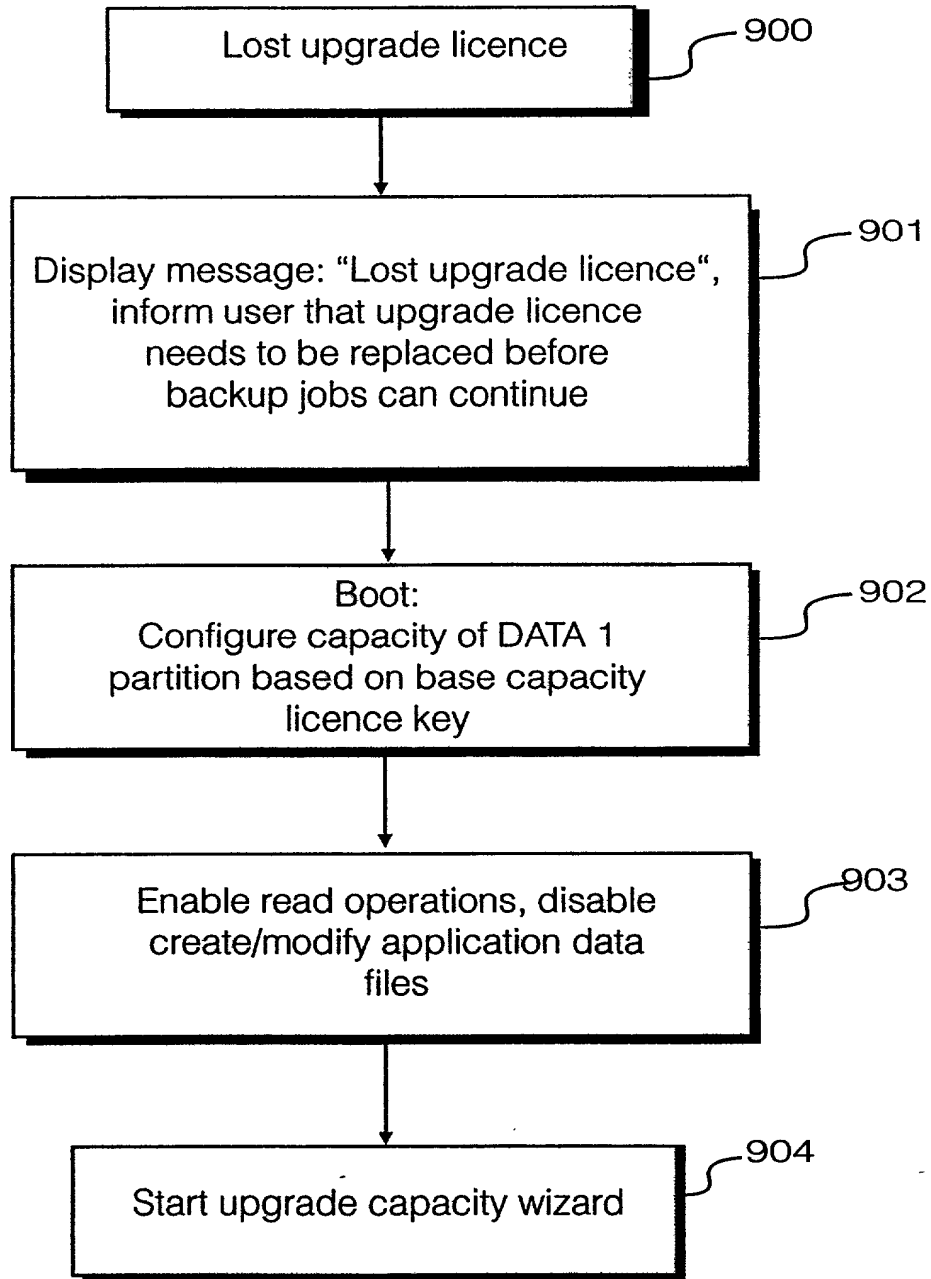 Lost upgrade licence
900
Display message: “Lost upgrade licence“,
inform user that upgrade licence
needs to be replaced before
backup jobs can continue
901
Boot:
Configure capacity of DATA 1
partition based on base capacity
licence key
902
Enable read operations, disable
create/modify application data
files
903
Start upgrade capacity wizard
904